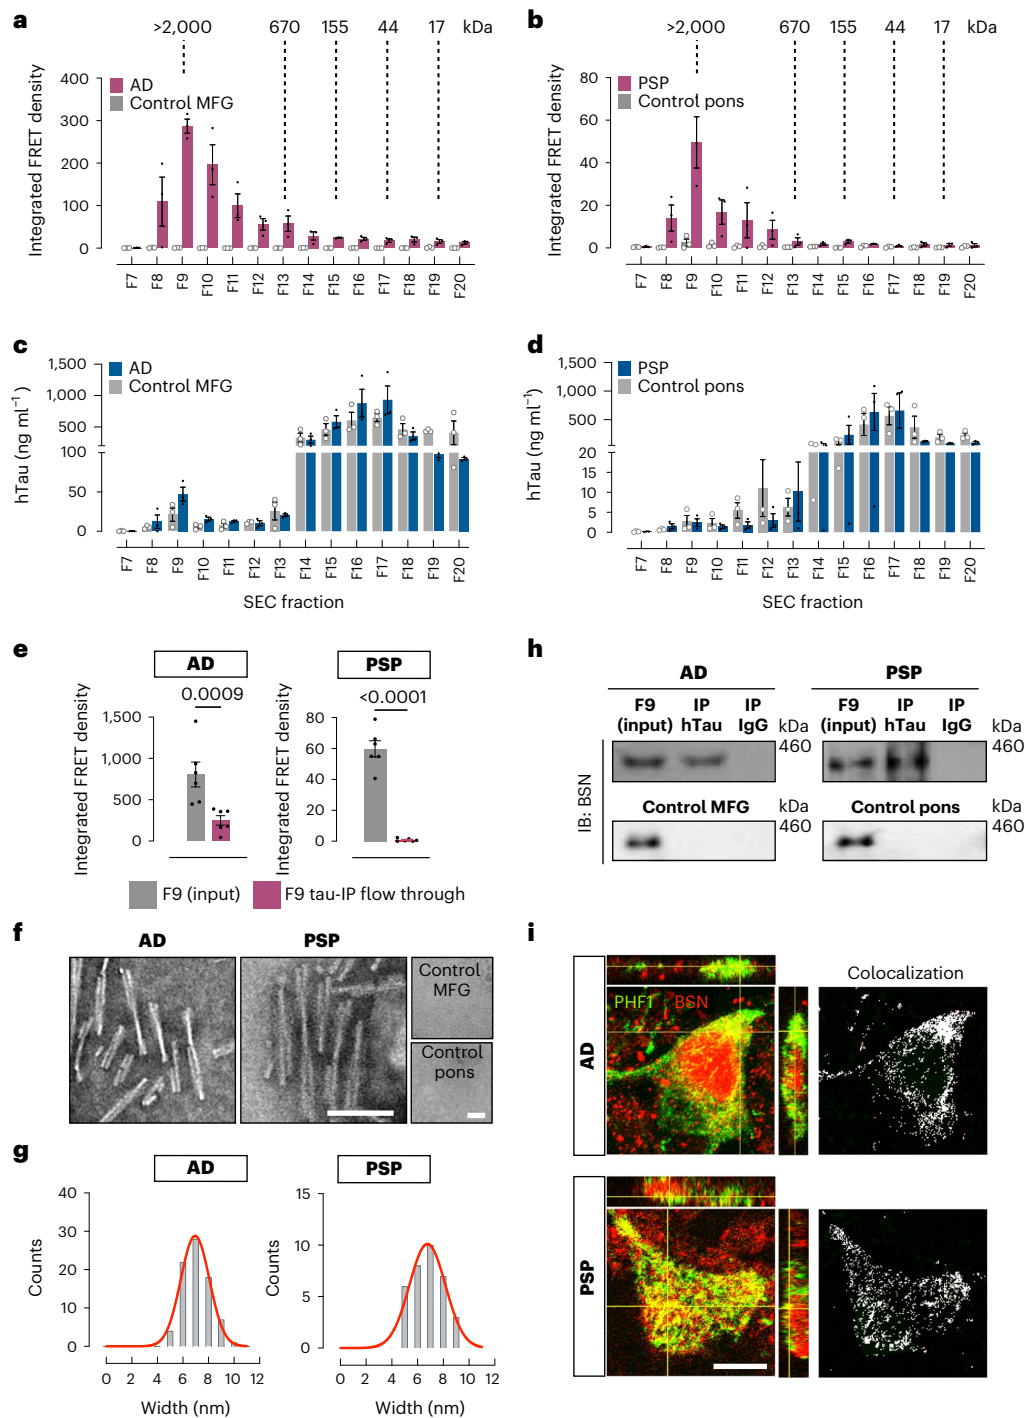 a
>2,000 670 155 44 17 kDa
Integrated FRET density
400
300
200
100
0
AD
Control MFG
F7 F8 F9 F10 F11 F12 F13 F14 F15 F16 F17 F18 F19 F20
b
>2,000 670 155 44 17 kDa
Integrated FRET density
80
60
40
20
0
PSP
Control pons
F7 F8 F9 F10 F11 F12 F13 F14 F15 F16 F17 F18 F19 F20
c
hTau (ng ml⁻¹)
1,500
1,000
500
100
50
0
AD
Control MFG
F7 F8 F9 F10 F11 F12 F13 F14 F15 F16 F17 F18 F19 F20
SEC fraction
d
hTau (ng ml⁻¹)
1,500
1,000
500
20
15
10
5
0
PSP
Control pons
F7 F8 F9 F10 F11 F12 F13 F14 F15 F16 F17 F18 F19 F20
SEC fraction
e
AD
0.0009
Integrated FRET density
1,500
1,000
500
0
PSP
<0.0001
Integrated FRET density
80
60
40
20
0
F9 (input) F9 tau-IP flow through
h
AD PSP
F9 IP IP F9 IP IP
(input) hTau IgG kDa (input) hTau IgG kDa
460 460
IB: BSN
Control MFG kDa Control pons kDa
460 460
f
AD PSP
Control
MFG
Control
pons
g
AD
Counts
40
30
20
10
0
0 2 4 6 8 10 12
Width (nm)
PSP
Counts
15
10
5
0
0 2 4 6 8 10 12
Width (nm)
i
Colocalization
AD
PHF1 BSN
PSP